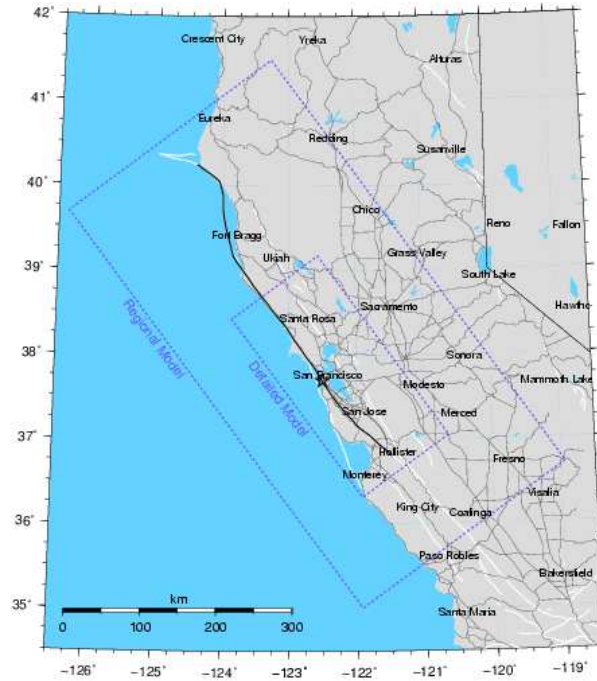 42°
Crescent City
Yreka
Alturas
41°
Eureka
Redding
Susanville
40°
Chico
Reno
Fallon
Fort Bragg
Ukiah
Grass Valley
39°
South Lake
Santa Rosa
Sacramento
Hawtho
Regional Model
Detailed Model
38°
San Francisco
Sonora
Modesto
Mammoth Lake
San Jose
Merced
37°
Hollister
Fresno
Monterey
Visalia
King City
Coalinga
36°
Paso Robles
Bakersfield
km
35°
Santa Maria
0 100 200 300
-126° -125° -124° -123° -122° -121° -120° -119°